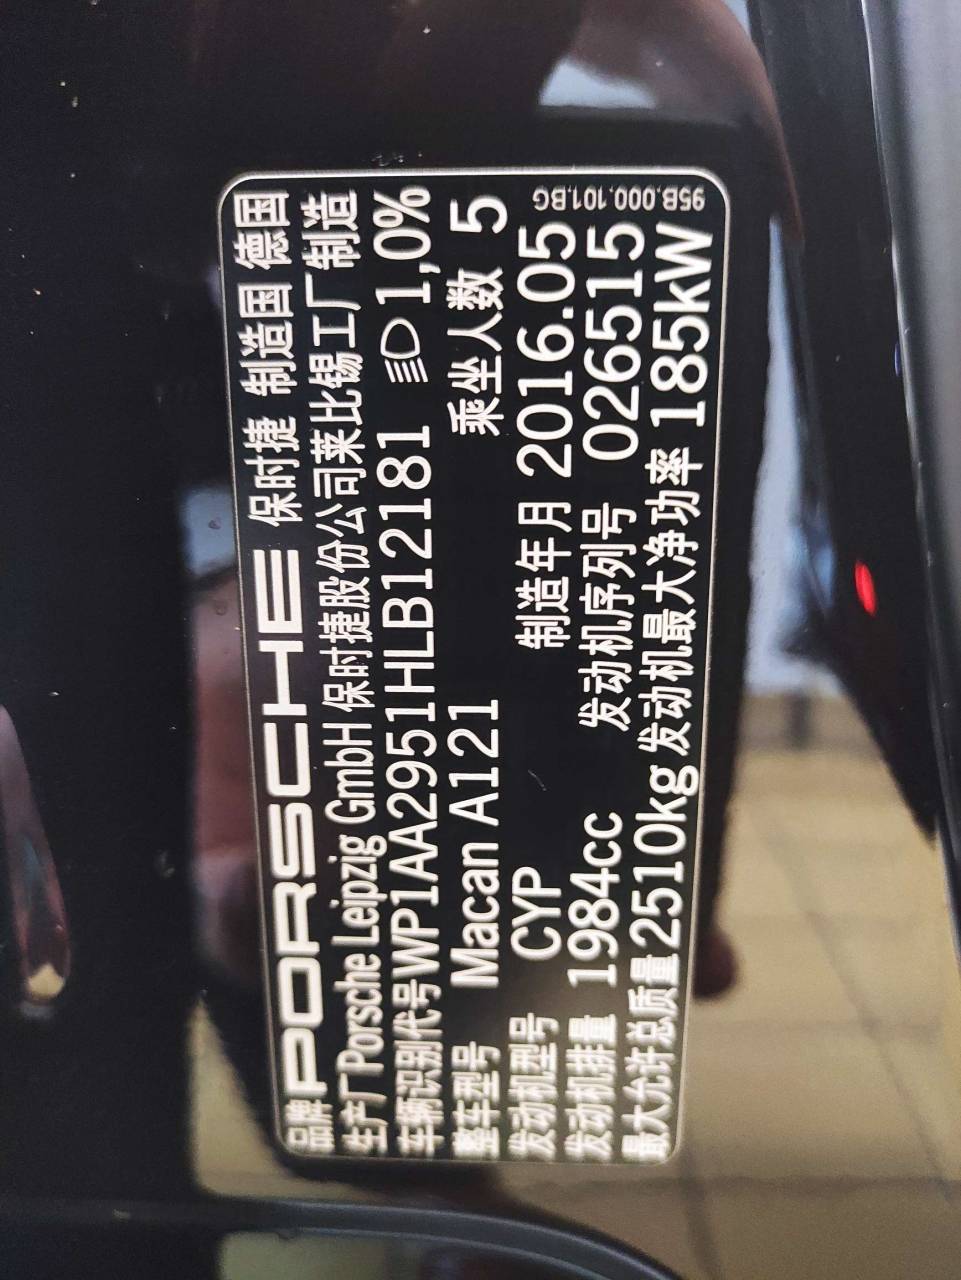 品牌 PORSCHE 保时捷 制造国 德国
生产厂 Porsche Leipzig GmbH 保时捷股份公司莱比锡工厂制造
车辆识别代号 WP1AA2951HLB12181 1,0%
整车型号 Macan A121 乘坐人数 5
发动机型号 CYP 制造年月 2016.05
发动机排量 1984cc 发动机序列号 026515
最大允许总质量 2510kg 发动机最大净功率 185kW
95B.000.101.BG